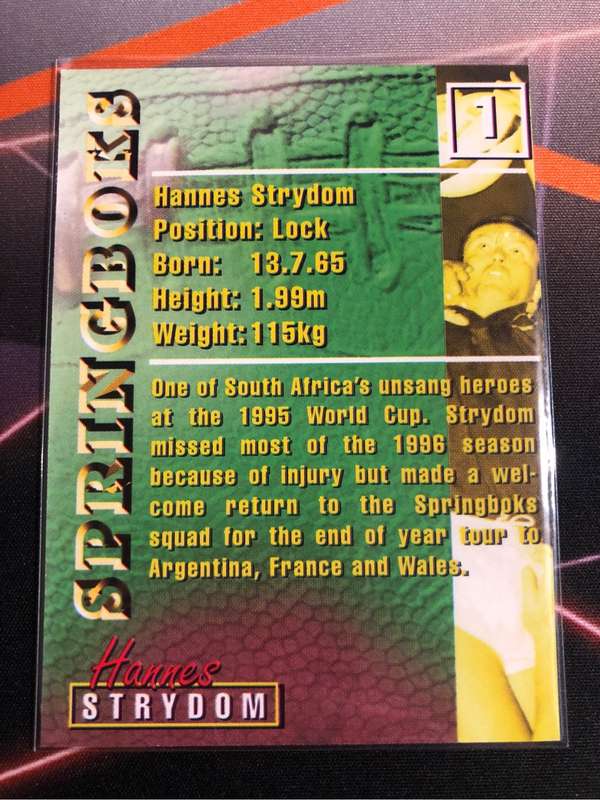 SPRINGBOKS
1
Hannes Strydom
Position: Lock
Born: 13.7.65
Height: 1.99m
Weight: 115kg
One of South Africa's unsang heroes
at the 1995 World Cup. Strydom
missed most of the 1996 season
because of injury but made a wel-
come return to the Springboks
squad for the end of year tour to
Argentina, France and Wales.
Hannes
STRYDOM